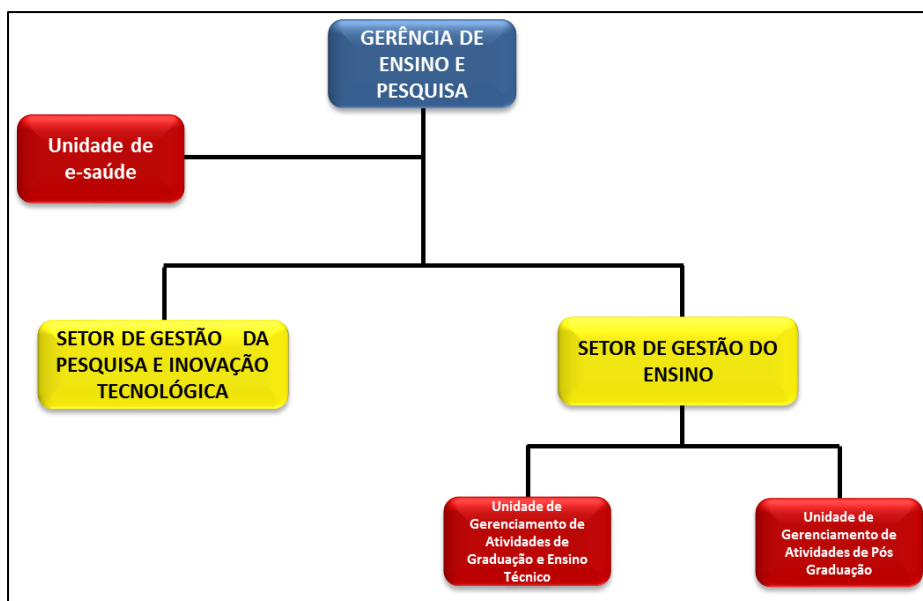 GERÊNCIA DE
ENSINO E
PESQUISA
Unidade de
e-saúde
SETOR DE GESTÃO DA
PESQUISA E INOVAÇÃO
TECNOLÓGICA
SETOR DE GESTÃO DO
ENSINO
Unidade de
Gerenciamento de
Atividades de
Graduação e Ensino
Técnico
Unidade de
Gerenciamento de
Atividades de Pós
Graduação